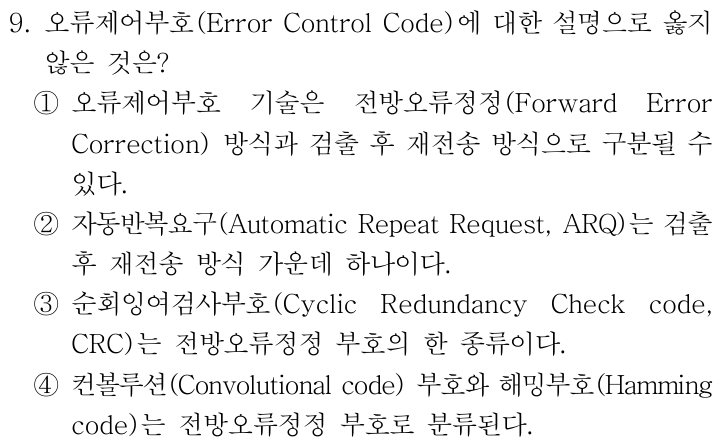 9. 오류제어부호(Error Control Code)에 대한 설명으로 옳지
않은 것은?
① 오류제어부호 기술은 전방오류정정(Forward Error
Correction) 방식과 검출 후 재전송 방식으로 구분될 수
있다.
② 자동반복요구(Automatic Repeat Request, ARQ)는 검출
후 재전송 방식 가운데 하나이다.
③ 순회잉여검사부호(Cyclic Redundancy Check code,
CRC)는 전방오류정정 부호의 한 종류이다.
④ 컨볼루션(Convolutional code) 부호와 해밍부호(Hamming
code)는 전방오류정정 부호로 분류된다.